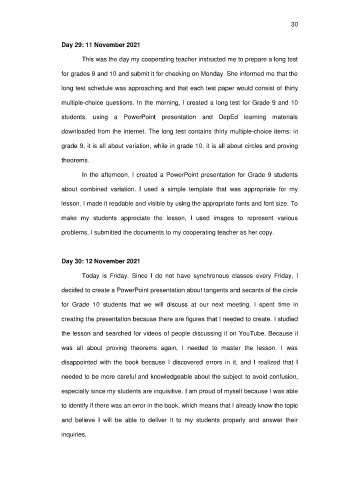 30
Day 29: 11 November 2021
This was the day my cooperating teacher instructed me to prepare a long test
for grades 9 and 10 and submit it for checking on Monday. She informed me that the
long test schedule was approaching and that each test paper would consist of thirty
multiple-choice questions. In the morning, I created a long test for Grade 9 and 10
students, using a PowerPoint presentation and DepEd learning materials
downloaded from the internet. The long test contains thirty multiple-choice items: in
grade 9, it is all about variation, while in grade 10, it is all about circles and proving
theorems.
In the afternoon, I created a PowerPoint presentation for Grade 9 students
about combined variation. I used a simple template that was appropriate for my
lesson. I made it readable and visible by using the appropriate fonts and font size. To
make my students appreciate the lesson, I used images to represent various
problems. I submitted the documents to my cooperating teacher as her copy.
Day 30: 12 November 2021
Today is Friday. Since I do not have synchronous classes every Friday, I
decided to create a PowerPoint presentation about tangents and secants of the circle
for Grade 10 students that we will discuss at our next meeting. I spent time in
creating the presentation because there are figures that I needed to create. I studied
the lesson and searched for videos of people discussing it on YouTube. Because it
was all about proving theorems again, I needed to master the lesson. I was
disappointed with the book because I discovered errors in it, and I realized that I
needed to be more careful and knowledgeable about the subject to avoid confusion,
especially since my students are inquisitive. I am proud of myself because I was able
to identify if there was an error in the book, which means that I already know the topic
and believe I will be able to deliver it to my students properly and answer their
inquiries.